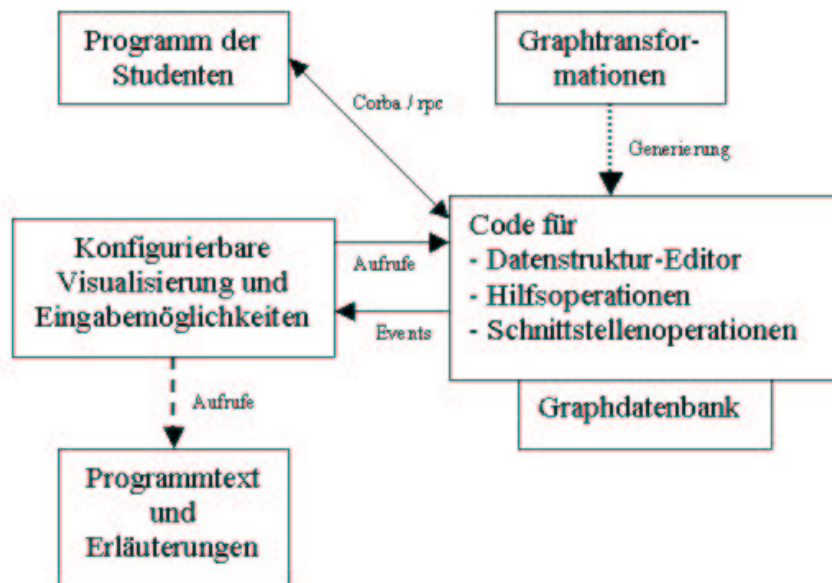 Programm der
Studenten
Graphtransfor-
mationen
Corba / rpc
Generierung
Konfigurierbare
Visualisierung und
Eingabemöglichkeiten
Aufrufe
Events
Code für
- Datenstruktur-Editor
- Hilfsoperationen
- Schnittstellenoperationen
Graphdatenbank
Aufrufe
Programmtext
und
Erläuterungen